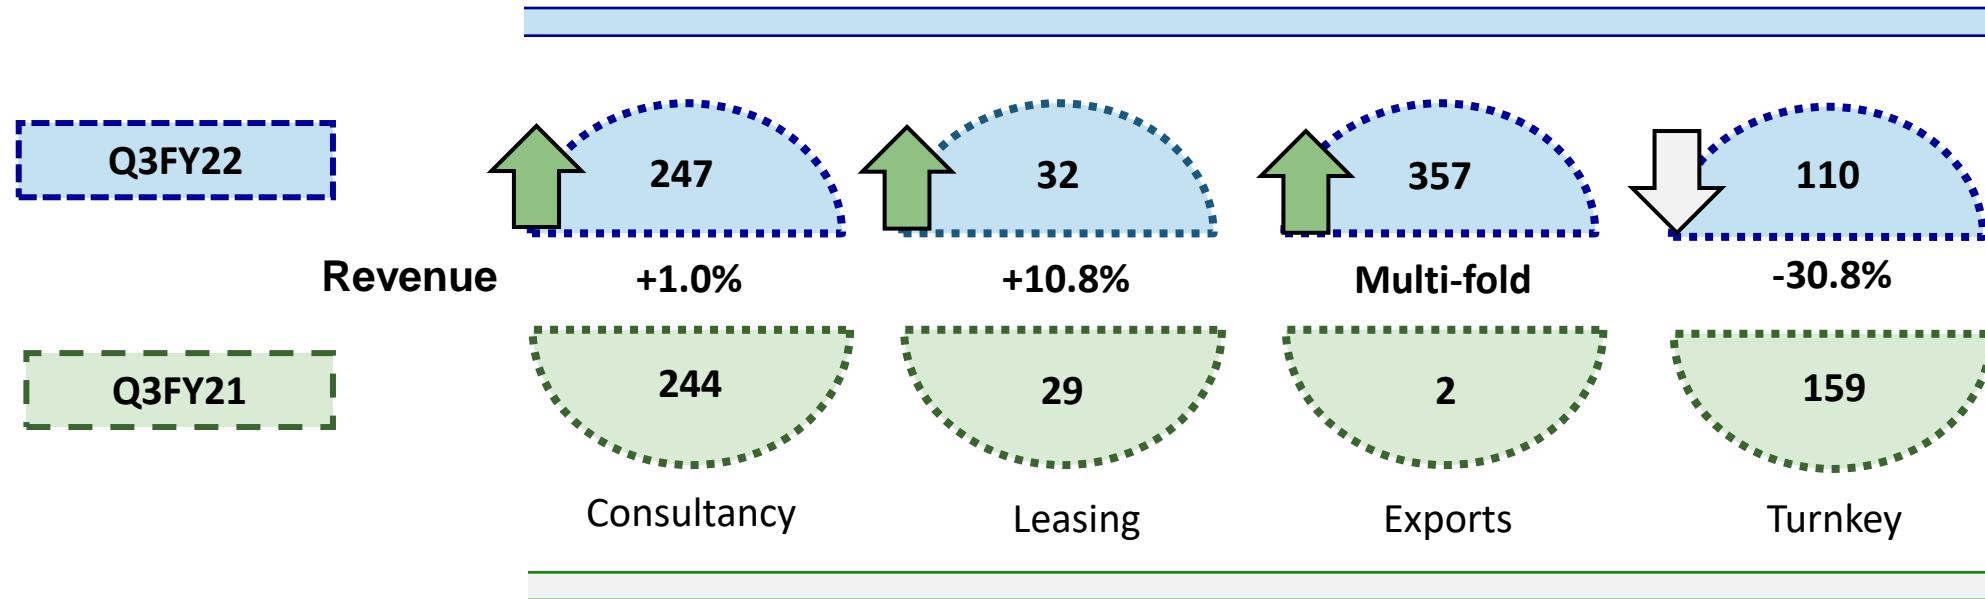 Q3FY22
247
32
357
110
Revenue
+1.0%
+10.8%
Multi-fold
-30.8%
Q3FY21
244
29
2
159
Consultancy
Leasing
Exports
Turnkey